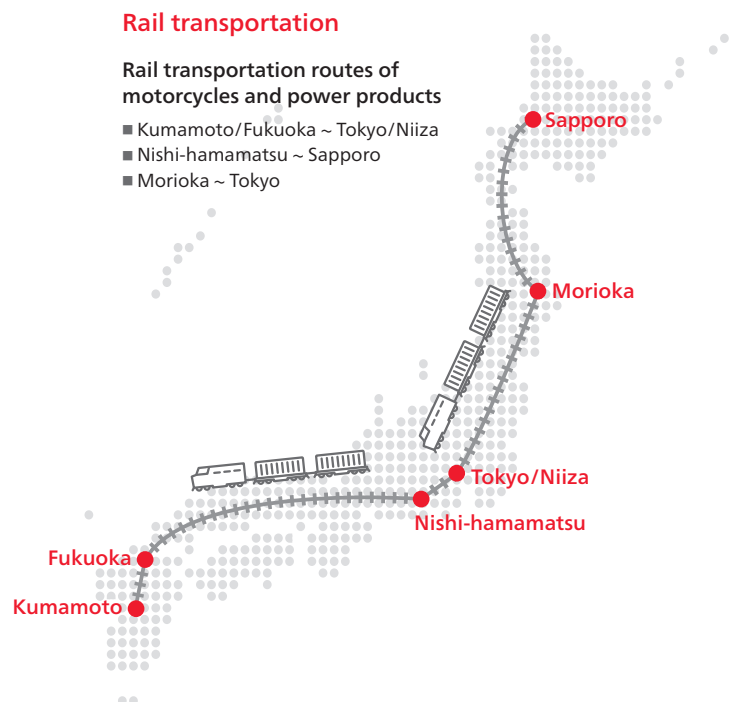 Rail transportation
Rail transportation routes of
motorcycles and power products
■ Kumamoto/Fukuoka ~ Tokyo/Niiza
■ Nishi-hamamatsu ~ Sapporo
■ Morioka ~ Tokyo
Sapporo
Morioka
Tokyo/Niiza
Nishi-hamamatsu
Fukuoka
Kumamoto